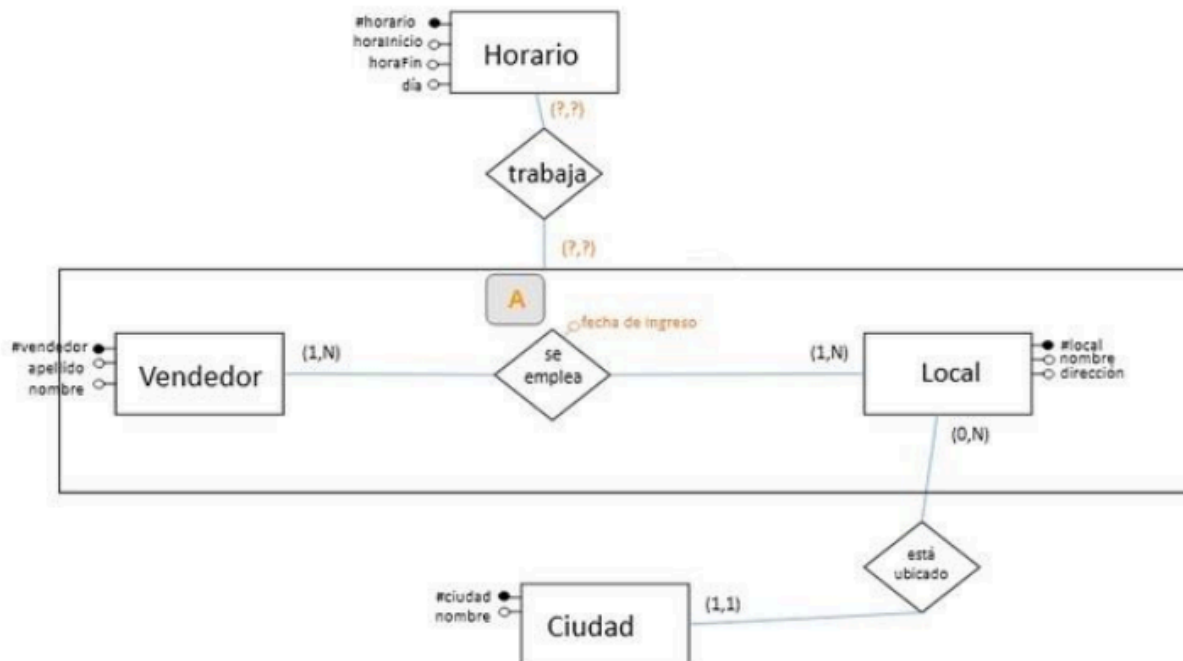 #horario
horaInicio
horaFin
día
Horario
(?,?)
trabaja
(?,?)
A
fecha de ingreso
#vendedor
apellido
nombre
Vendedor
(1,N)
se
emplea
(1,N)
Local
#local
nombre
dirección
(0,N)
está
ubicado
#ciudad
nombre
Ciudad
(1,1)